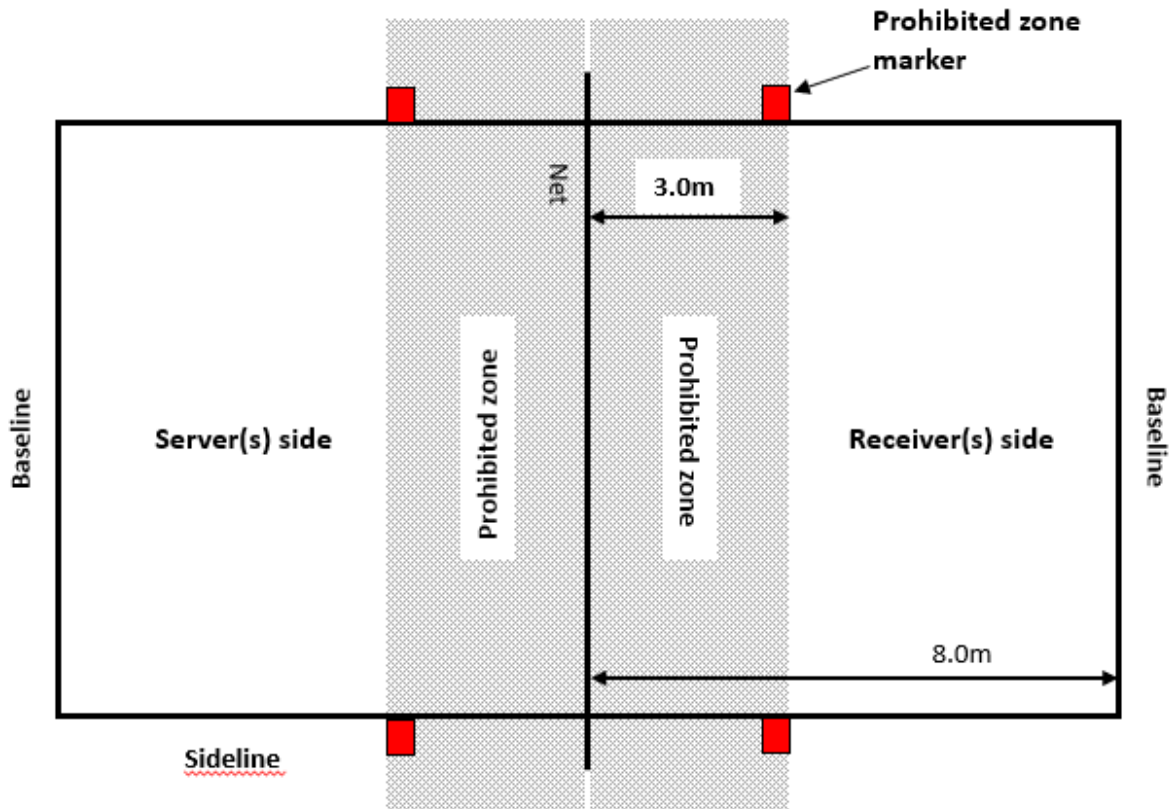 Prohibited zone
marker
Net
3.0m
Baseline
Server(s) side
Prohibited zone
Prohibited zone
Receiver(s) side
Baseline
8.0m
Sideline